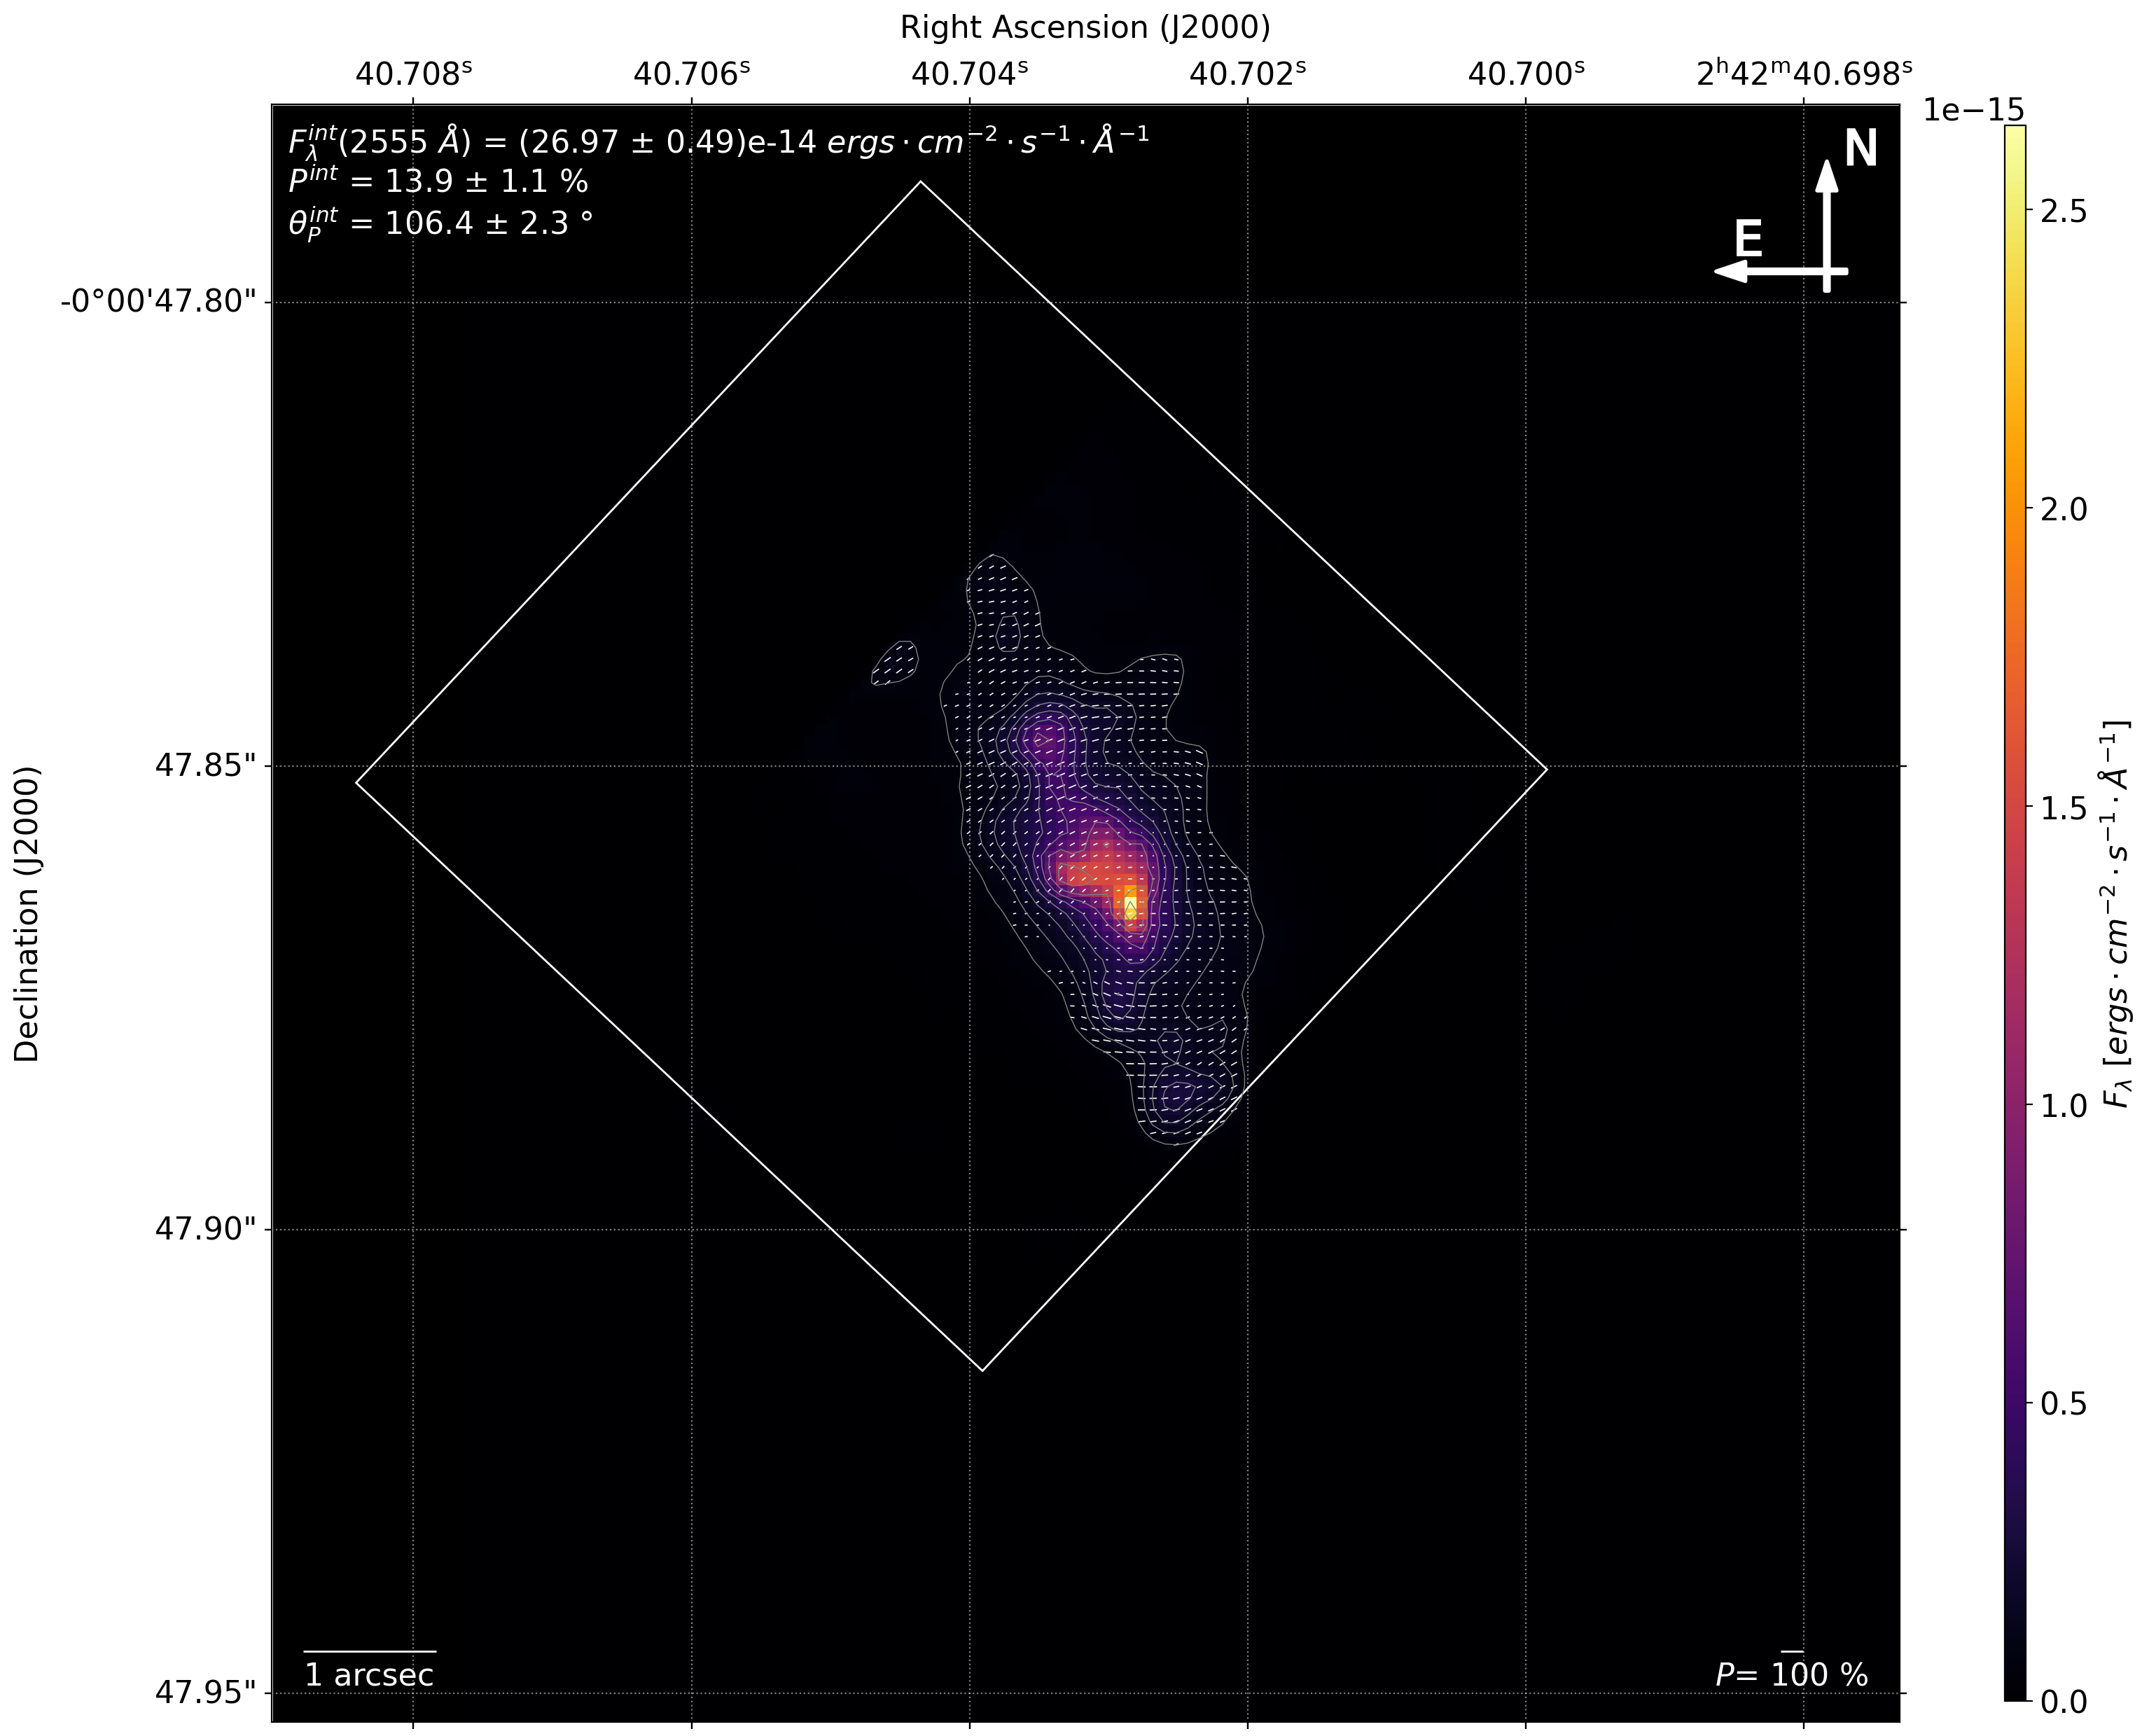 Right Ascension (J2000)
40.708ˢ 40.706ˢ 40.704ˢ 40.702ˢ 40.700ˢ 2ʰ42ᵐ40.698ˢ
1e−15
F_λ^int(2555 Å) = (26.97 ± 0.49)e-14 ergs · cm⁻² · s⁻¹ · Å⁻¹
P^int = 13.9 ± 1.1 %
θ_P^int = 106.4 ± 2.3 °
N
E
-0°00'47.80"
47.85"
47.90"
47.95"
Declination (J2000)
1 arcsec
P= 100 %
2.5
2.0
1.5
1.0
0.5
0.0
F_λ [ergs · cm⁻² · s⁻¹ · Å⁻¹]